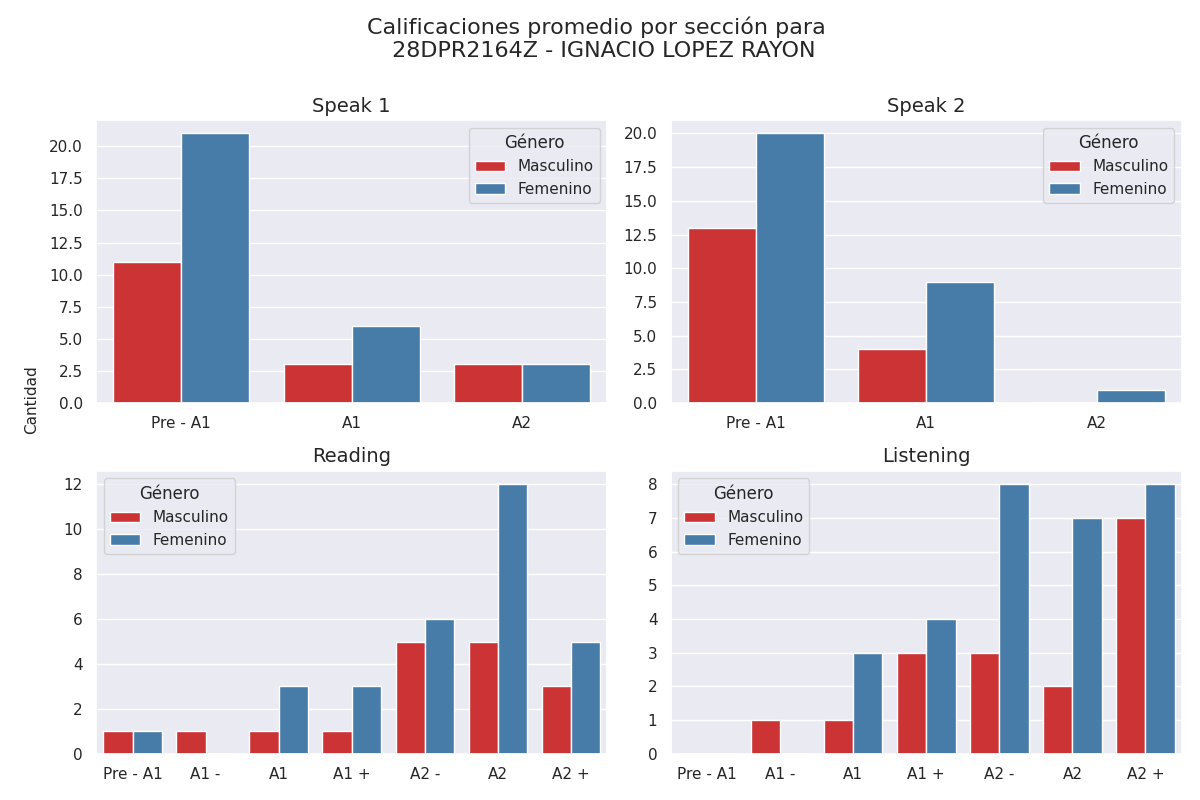 Calificaciones promedio por sección para
28DPR2164Z - IGNACIO LOPEZ RAYON
Speak 1
Género
Masculino
Femenino
20.0
17.5
15.0
12.5
10.0
7.5
5.0
2.5
0.0
Pre - A1 A1 A2
Speak 2
Género
Masculino
Femenino
20.0
17.5
15.0
12.5
10.0
7.5
5.0
2.5
0.0
Pre - A1 A1 A2
Cantidad
Reading
Género
Masculino
Femenino
12
10
8
6
4
2
0
Pre - A1 A1 - A1 A1 + A2 - A2 A2 +
Listening
Género
Masculino
Femenino
8
7
6
5
4
3
2
1
0
Pre - A1 A1 - A1 A1 + A2 - A2 A2 +